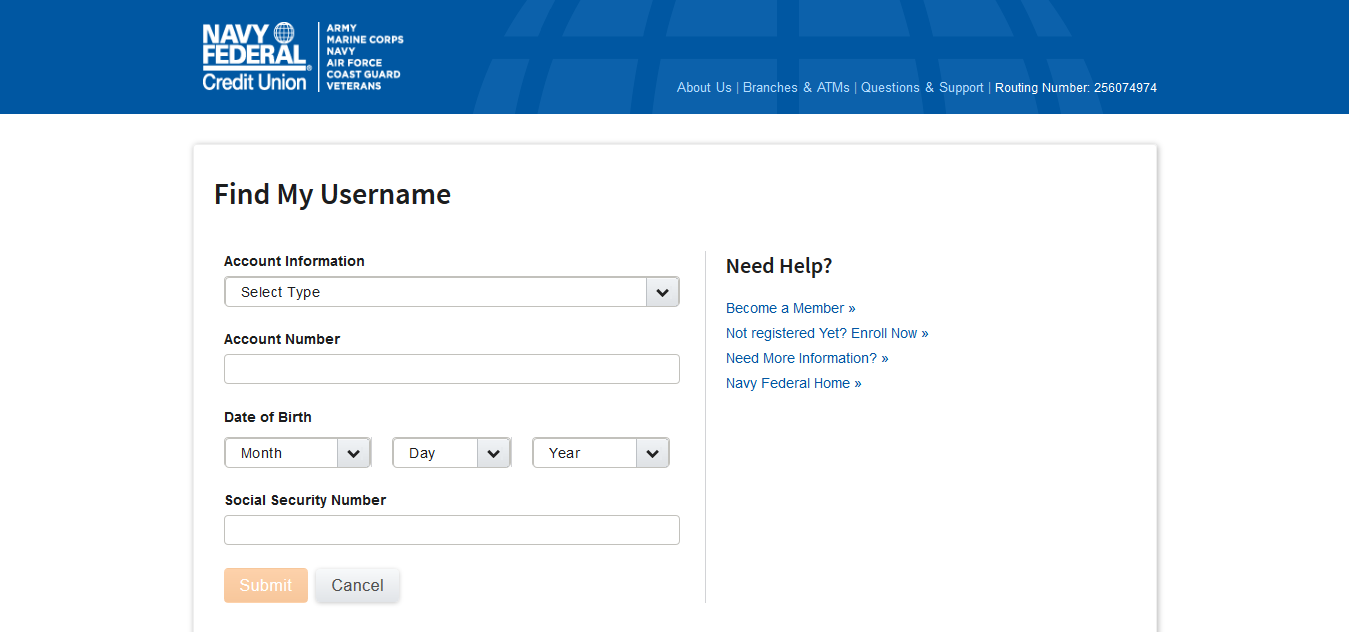 NAVY
FEDERAL
Credit Union
ARMY
MARINE CORPS
NAVY
AIR FORCE
COAST GUARD
VETERANS
About Us | Branches & ATMs | Questions & Support | Routing Number: 256074974
Find My Username
Account Information
Select Type
Account Number
Date of Birth
Month Day Year
Social Security Number
Submit Cancel
Need Help?
Become a Member »
Not registered Yet? Enroll Now »
Need More Information? »
Navy Federal Home »